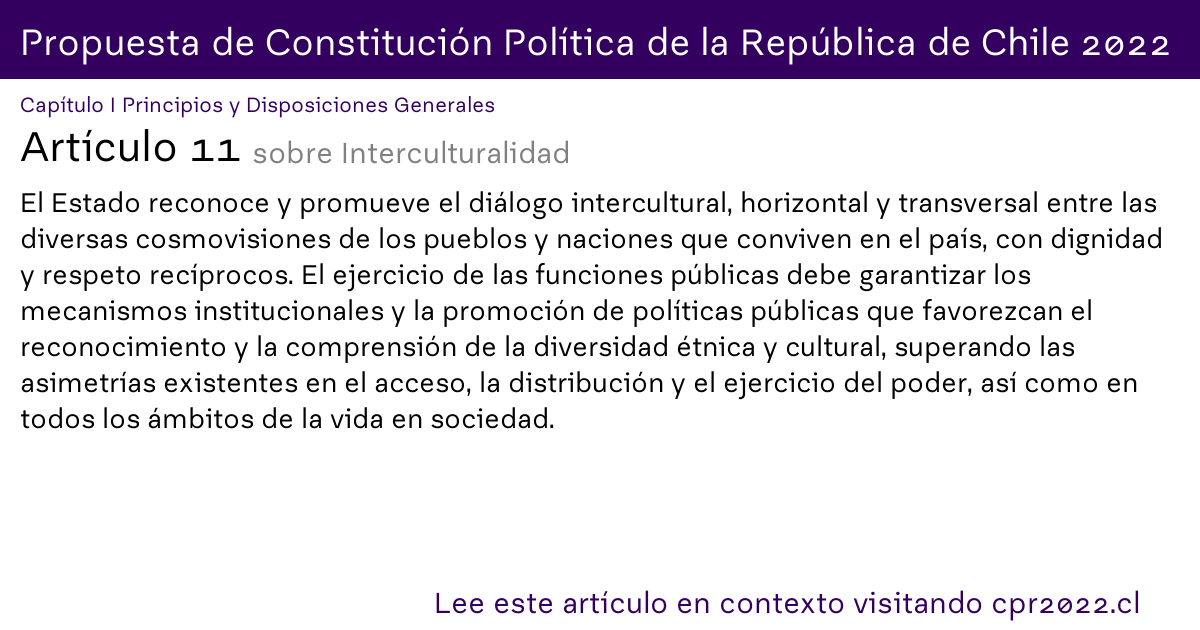 Propuesta de Constitución Política de la República de Chile 2022
Capítulo I Principios y Disposiciones Generales
Artículo 11 sobre Interculturalidad
El Estado reconoce y promueve el diálogo intercultural, horizontal y transversal entre las
diversas cosmovisiones de los pueblos y naciones que conviven en el país, con dignidad
y respeto recíprocos. El ejercicio de las funciones públicas debe garantizar los
mecanismos institucionales y la promoción de políticas públicas que favorezcan el
reconocimiento y la comprensión de la diversidad étnica y cultural, superando las
asimetrías existentes en el acceso, la distribución y el ejercicio del poder, así como en
todos los ámbitos de la vida en sociedad.
Lee este artículo en contexto visitando cpr2022.cl